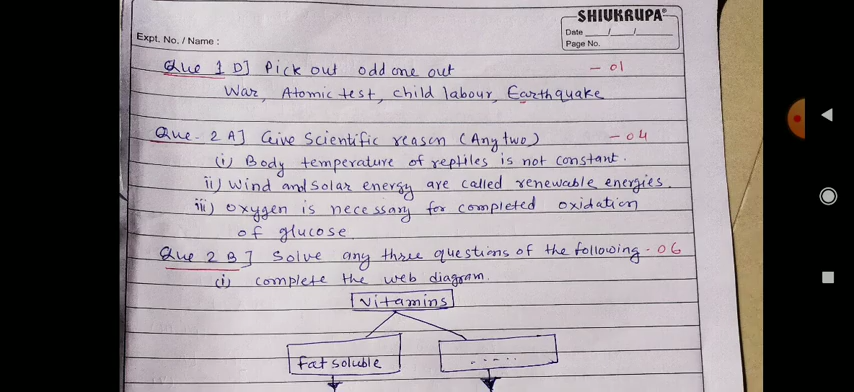 SHIVKRUPA®
Date ____/____/____
Page No.
Expt. No. / Name :
Que 1 D] Pick out odd one out - 01
War, Atomic test, child labour, Earthquake
Que. 2 A] Give Scientific reason (Any two) - 04
(i) Body temperature of reptiles is not constant.
ii) Wind and solar energy are called renewable energies.
iii) oxygen is necessary for completed oxidation
of glucose
Que 2 B] Solve any three questions of the following - 06
(i) complete the web diagram.
Vitamins
fat soluble
.....